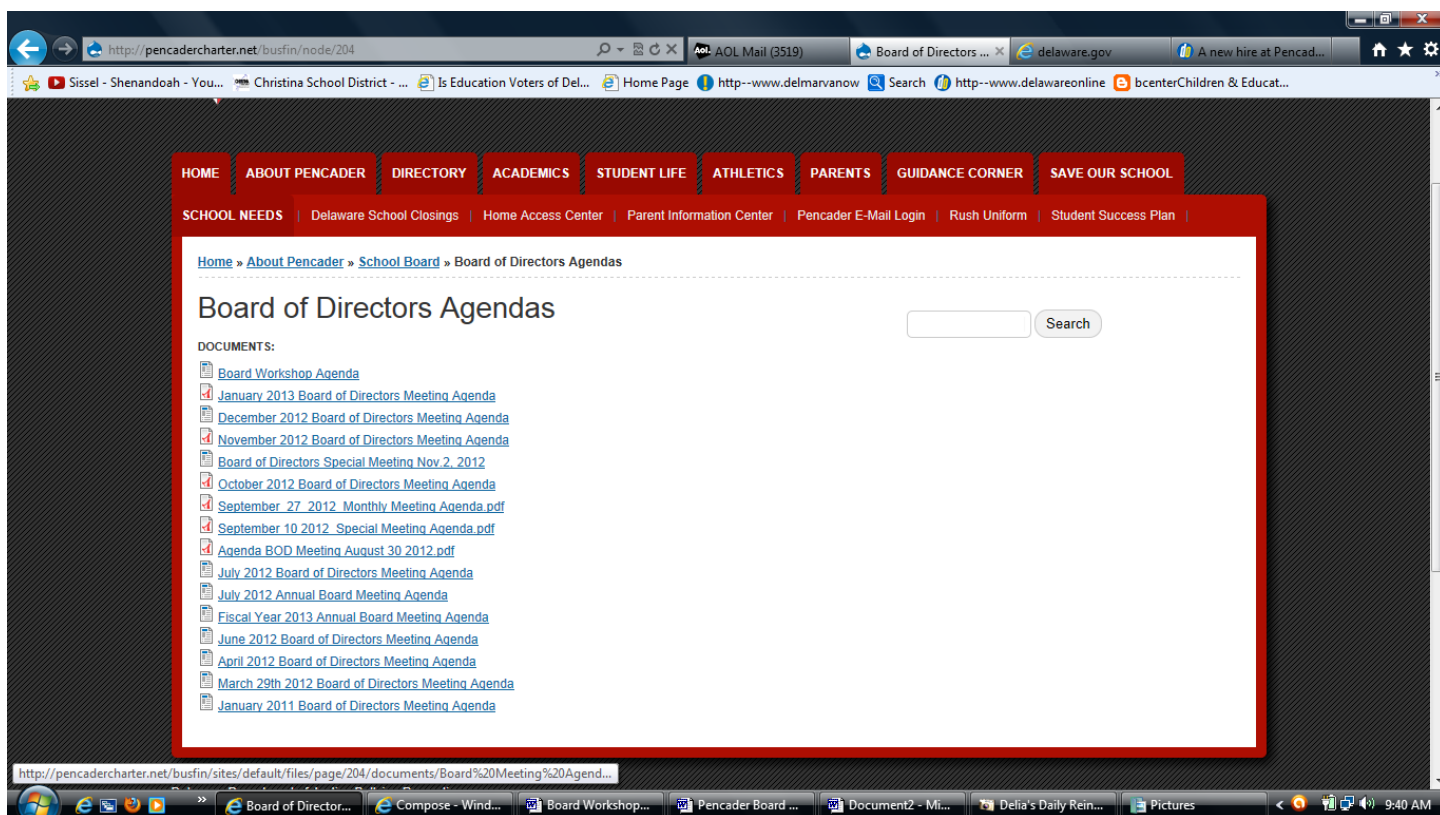 http://pencadercharter.net/busfin/node/204 AOL Mail (3519) Board of Directors ... delaware.gov A new hire at Pencad...
Sissel - Shenandoah - You... Christina School District - ... Is Education Voters of Del... Home Page http--www.delmarvanow Search http--www.delawareonline bcenterChildren & Educat...
HOME ABOUT PENCADER DIRECTORY ACADEMICS STUDENT LIFE ATHLETICS PARENTS GUIDANCE CORNER SAVE OUR SCHOOL
SCHOOL NEEDS | Delaware School Closings | Home Access Center | Parent Information Center | Pencader E-Mail Login | Rush Uniform | Student Success Plan |
Home » About Pencader » School Board » Board of Directors Agendas
Board of Directors Agendas
Search
DOCUMENTS:
Board Workshop Agenda
January 2013 Board of Directors Meeting Agenda
December 2012 Board of Directors Meeting Agenda
November 2012 Board of Directors Meeting Agenda
Board of Directors Special Meeting Nov.2, 2012
October 2012 Board of Directors Meeting Agenda
September_27_2012_Monthly Meeting Agenda.pdf
September 10 2012_Special Meeting Agenda.pdf
Agenda BOD Meeting August 30 2012.pdf
July 2012 Board of Directors Meeting Agenda
July 2012 Annual Board Meeting Agenda
Fiscal Year 2013 Annual Board Meeting Agenda
June 2012 Board of Directors Meeting Agenda
April 2012 Board of Directors Meeting Agenda
March 29th 2012 Board of Directors Meeting Agenda
January 2011 Board of Directors Meeting Agenda
http://pencadercharter.net/busfin/sites/default/files/page/204/documents/Board%20Meeting%20Agend...
Board of Director... Compose - Wind... Board Workshop... Pencader Board ... Document2 - Mi... Delia's Daily Rein... Pictures 9:40 AM